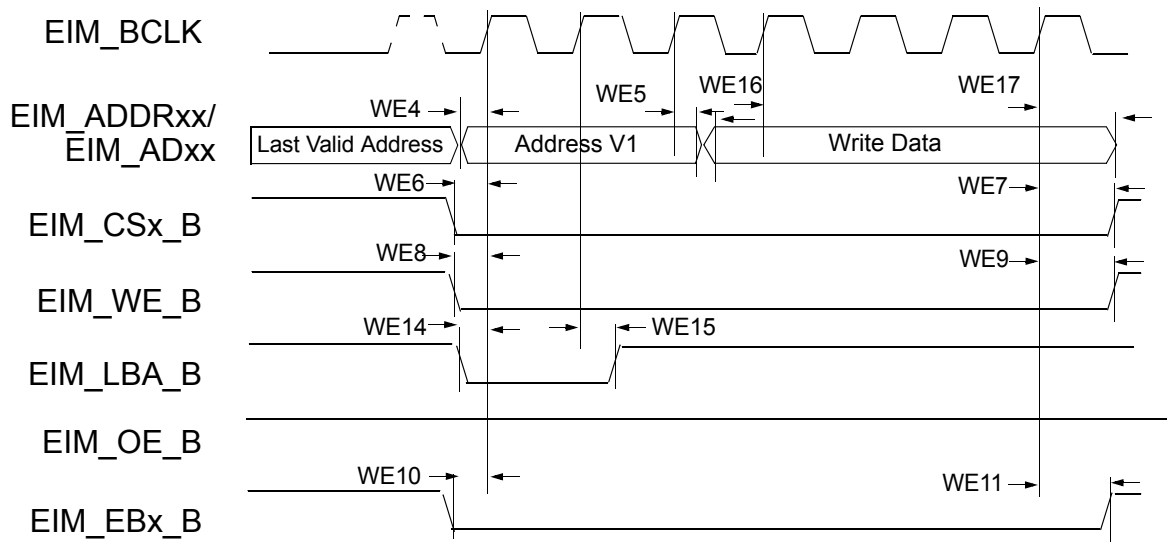 EIM_BCLK
WE5
WE16
WE17
WE4
EIM_ADDRxx/
EIM_ADxx
Last Valid Address
Address V1
Write Data
WE6
WE7
EIM_CSx_B
WE8
WE9
EIM_WE_B
WE14
WE15
EIM_LBA_B
EIM_OE_B
WE10
WE11
EIM_EBx_B